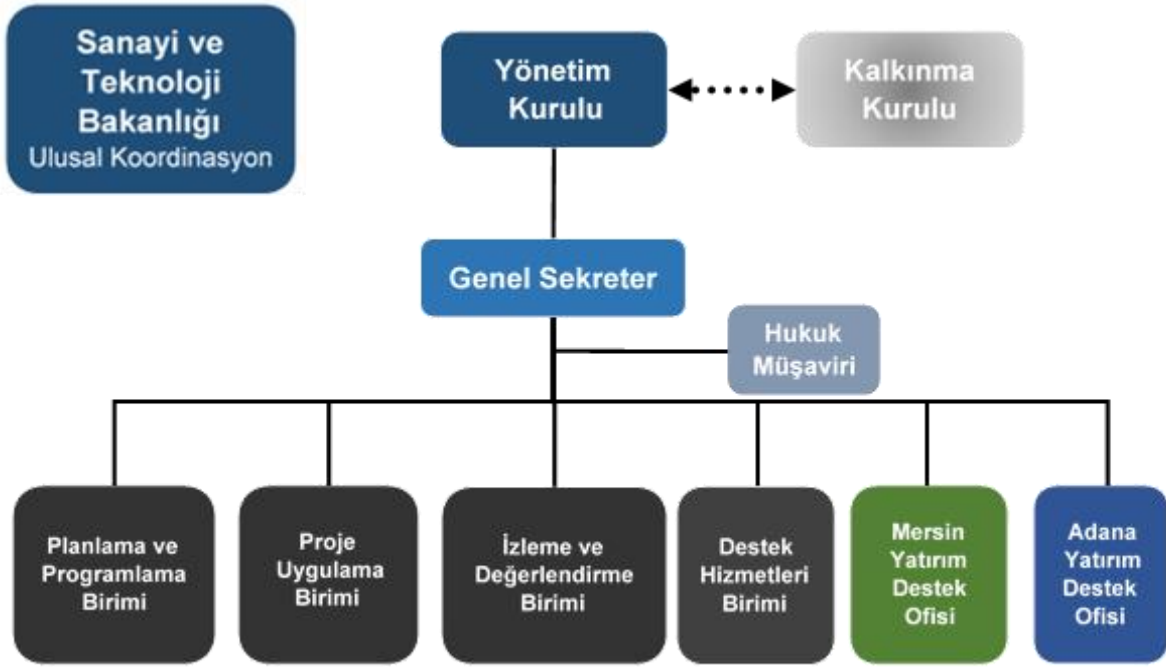 Sanayi ve
Teknoloji
Bakanlığı
Ulusal Koordinasyon
Yönetim
Kurulu
Kalkınma
Kurulu
Genel Sekreter
Hukuk
Müşaviri
Planlama ve
Programlama
Birimi
Proje
Uygulama
Birimi
İzleme ve
Değerlendirme
Birimi
Destek
Hizmetleri
Birimi
Mersin
Yatırım
Destek
Ofisi
Adana
Yatırım
Destek
Ofisi